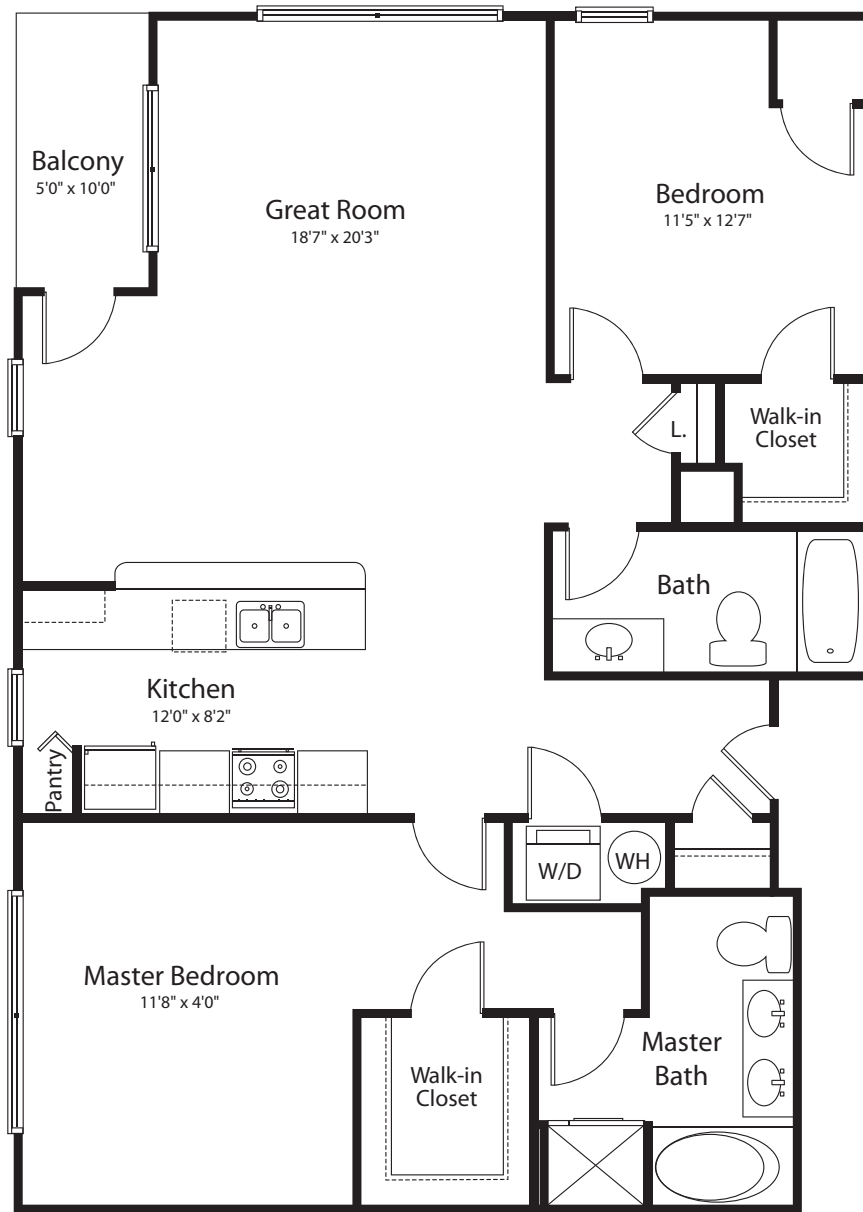 Balcony
5'0" x 10'0"
Great Room
18'7" x 20'3"
Bedroom
11'5" x 12'7"
L.
Walk-in
Closet
Bath
Kitchen
12'0" x 8'2"
Pantry
W/D
WH
Master Bedroom
11'8" x 4'0"
Walk-in
Closet
Master
Bath